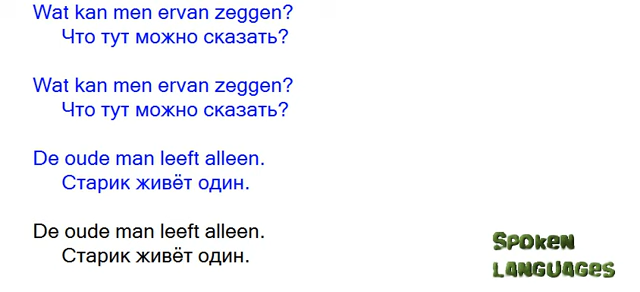 Wat kan men ervan zeggen?
Что тут можно сказать?
Wat kan men ervan zeggen?
Что тут можно сказать?
De oude man leeft alleen.
Старик живёт один.
De oude man leeft alleen.
Старик живёт один.
Spoken
Languages